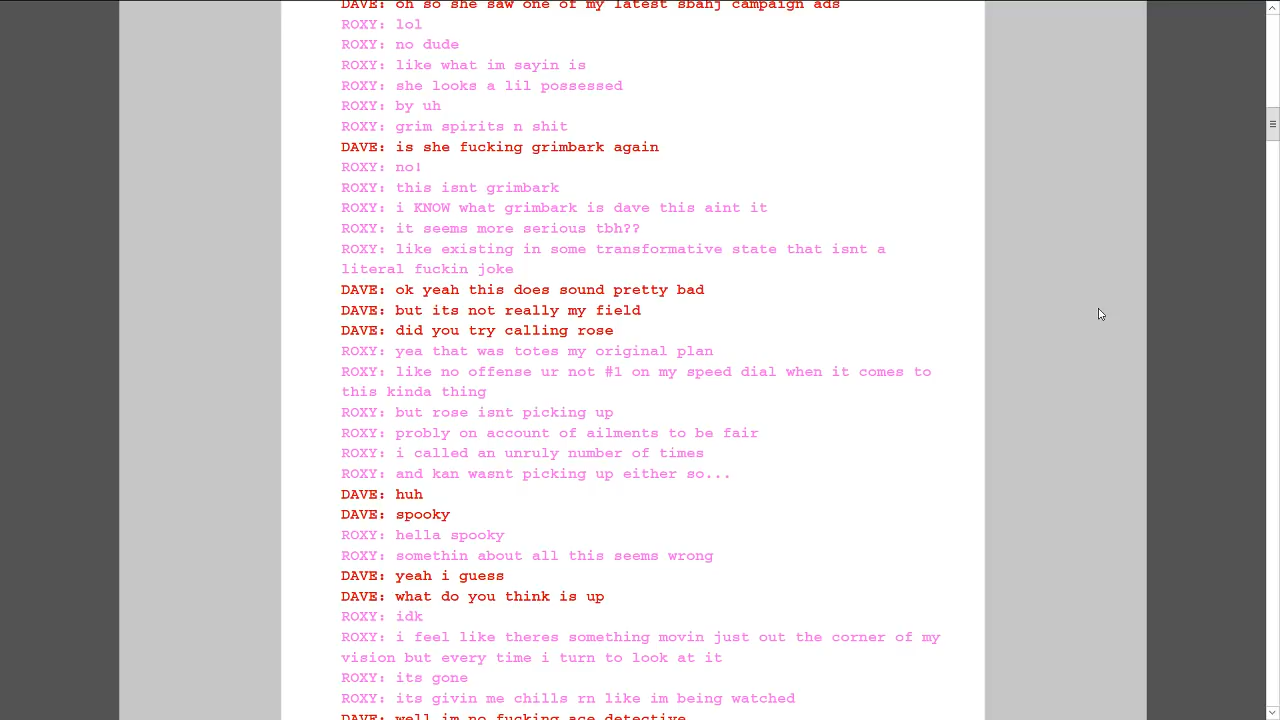 DAVE: oh so she saw one of my latest sbahj campaign ads
ROXY: lol
ROXY: no dude
ROXY: like what im sayin is
ROXY: she looks a lil possessed
ROXY: by uh
ROXY: grim spirits n shit
DAVE: is she fucking grimbark again
ROXY: no!
ROXY: this isnt grimbark
ROXY: i KNOW what grimbark is dave this aint it
ROXY: it seems more serious tbh??
ROXY: like existing in some transformative state that isnt a
literal fuckin joke
DAVE: ok yeah this does sound pretty bad
DAVE: but its not really my field
DAVE: did you try calling rose
ROXY: yea that was totes my original plan
ROXY: like no offense ur not #1 on my speed dial when it comes to
this kinda thing
ROXY: but rose isnt picking up
ROXY: probly on account of ailments to be fair
ROXY: i called an unruly number of times
ROXY: and kan wasnt picking up either so...
DAVE: huh
DAVE: spooky
ROXY: hella spooky
ROXY: somethin about all this seems wrong
DAVE: yeah i guess
DAVE: what do you think is up
ROXY: idk
ROXY: i feel like theres something movin just out the corner of my
vision but every time i turn to look at it
ROXY: its gone
ROXY: its givin me chills rn like im being watched
DAVE: well im no fucking ace detective